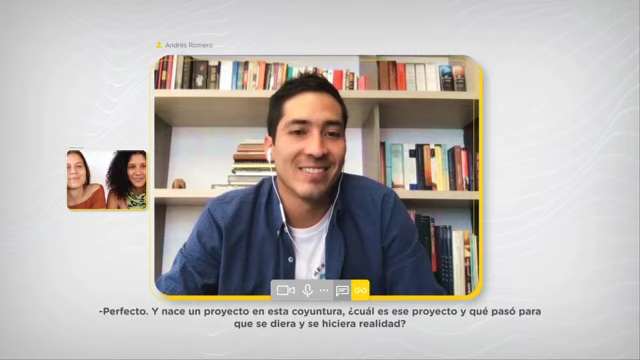 Andrés Romero
-Perfecto. Y nace un proyecto en esta coyuntura, ¿cuál es ese proyecto y qué pasó para
que se diera y se hiciera realidad?